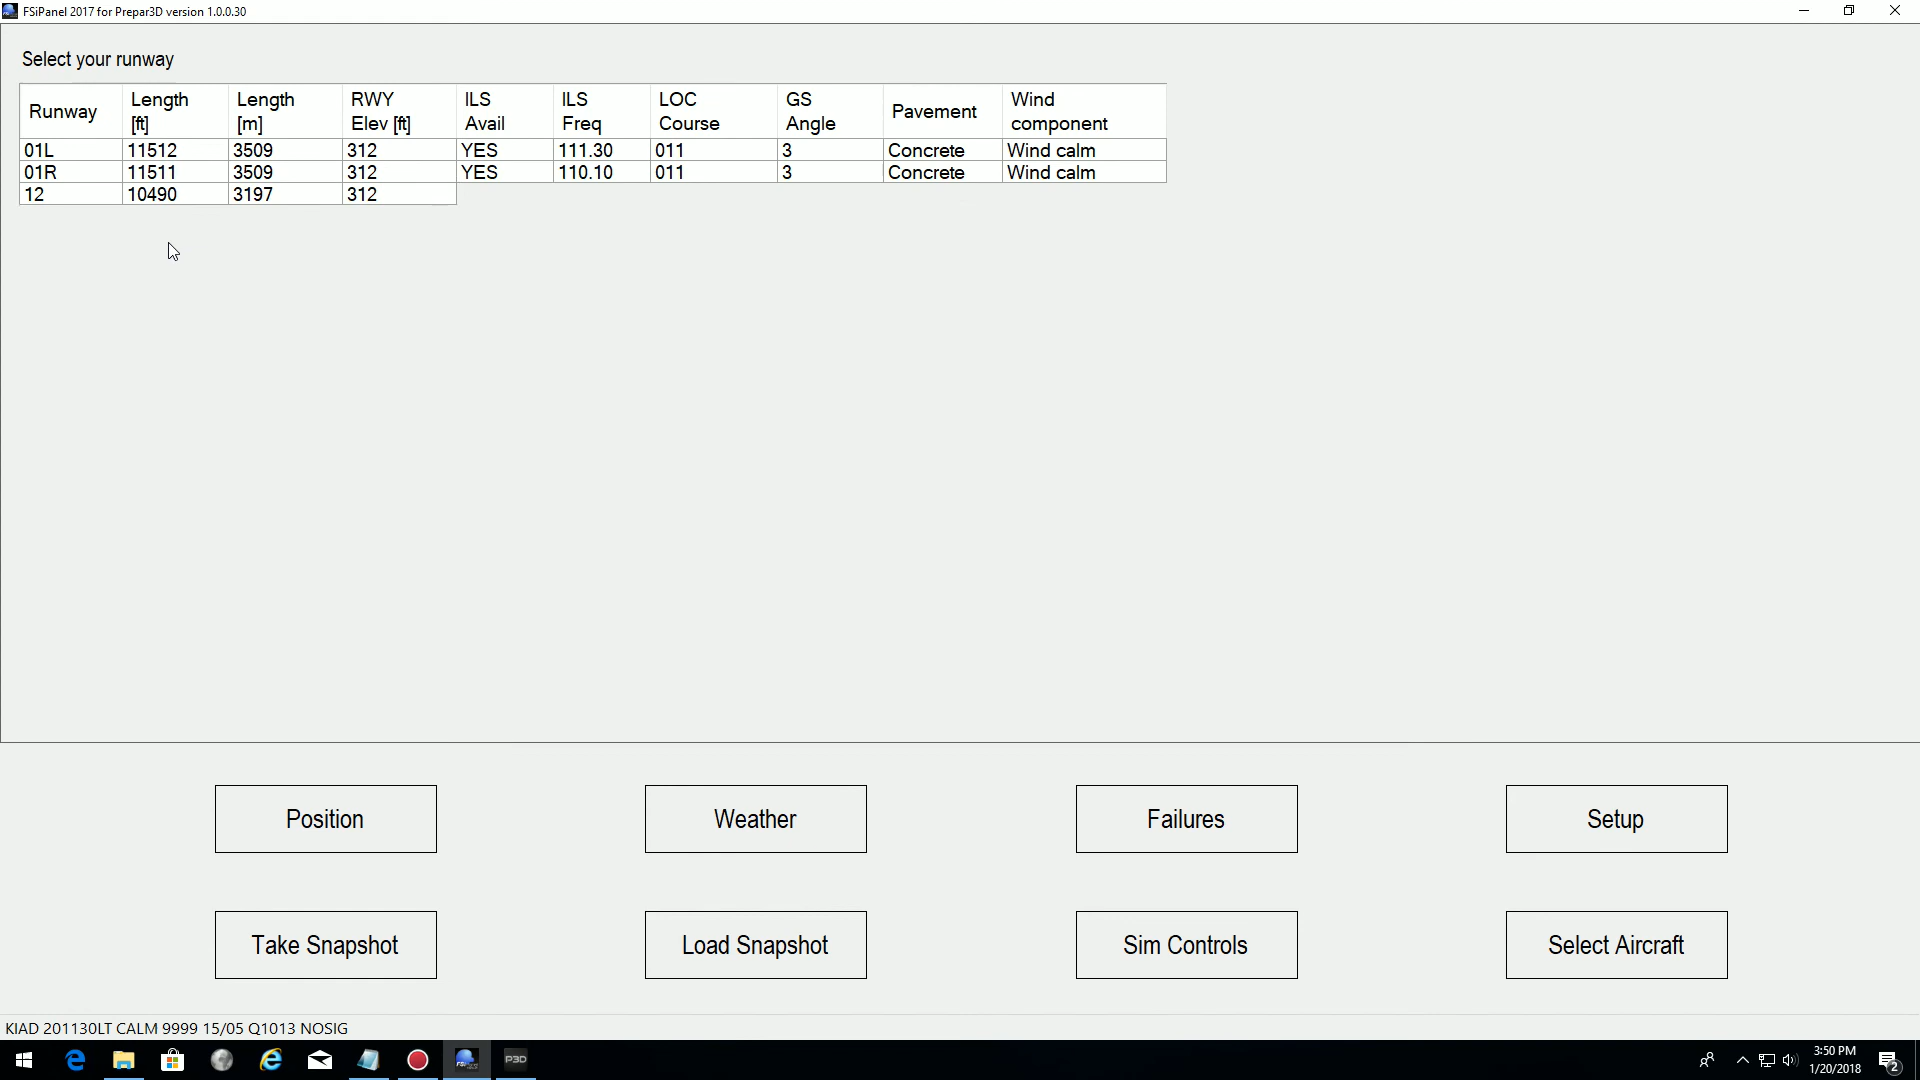 FSiPanel 2017 for Prepar3D version 1.0.0.30
Select your runway
Runway Length [ft] Length [m] RWY Elev [ft] ILS Avail ILS Freq LOC Course GS Angle Pavement Wind component
01L 11512 3509 312 YES 111.30 011 3 Concrete Wind calm
01R 11511 3509 312 YES 110.10 011 3 Concrete Wind calm
12 10490 3197 312
Position Weather Failures Setup
Take Snapshot Load Snapshot Sim Controls Select Aircraft
KIAD 201130LT CALM 9999 15/05 Q1013 NOSIG
P3D
3:50 PM
1/20/2018
2